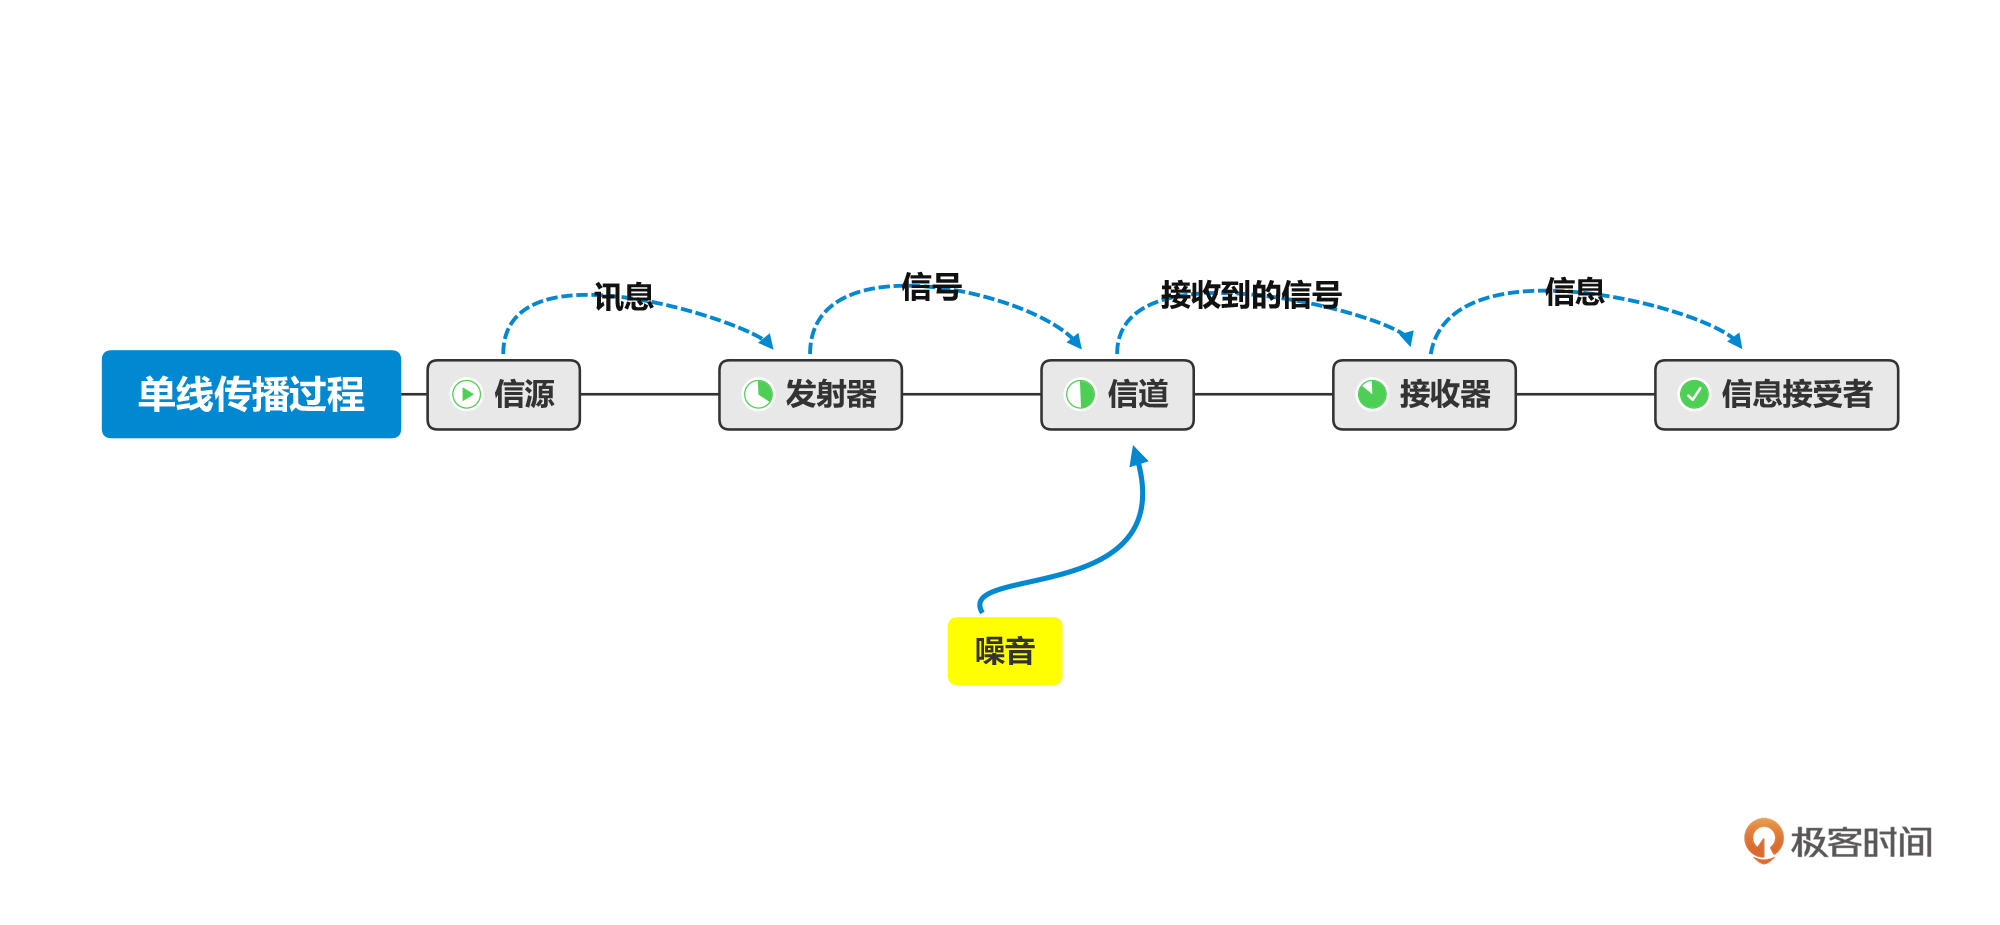 讯息
信号
接收到的信号
信息
单线传播过程
信源
发射器
信道
接收器
信息接受者
噪音
极客时间